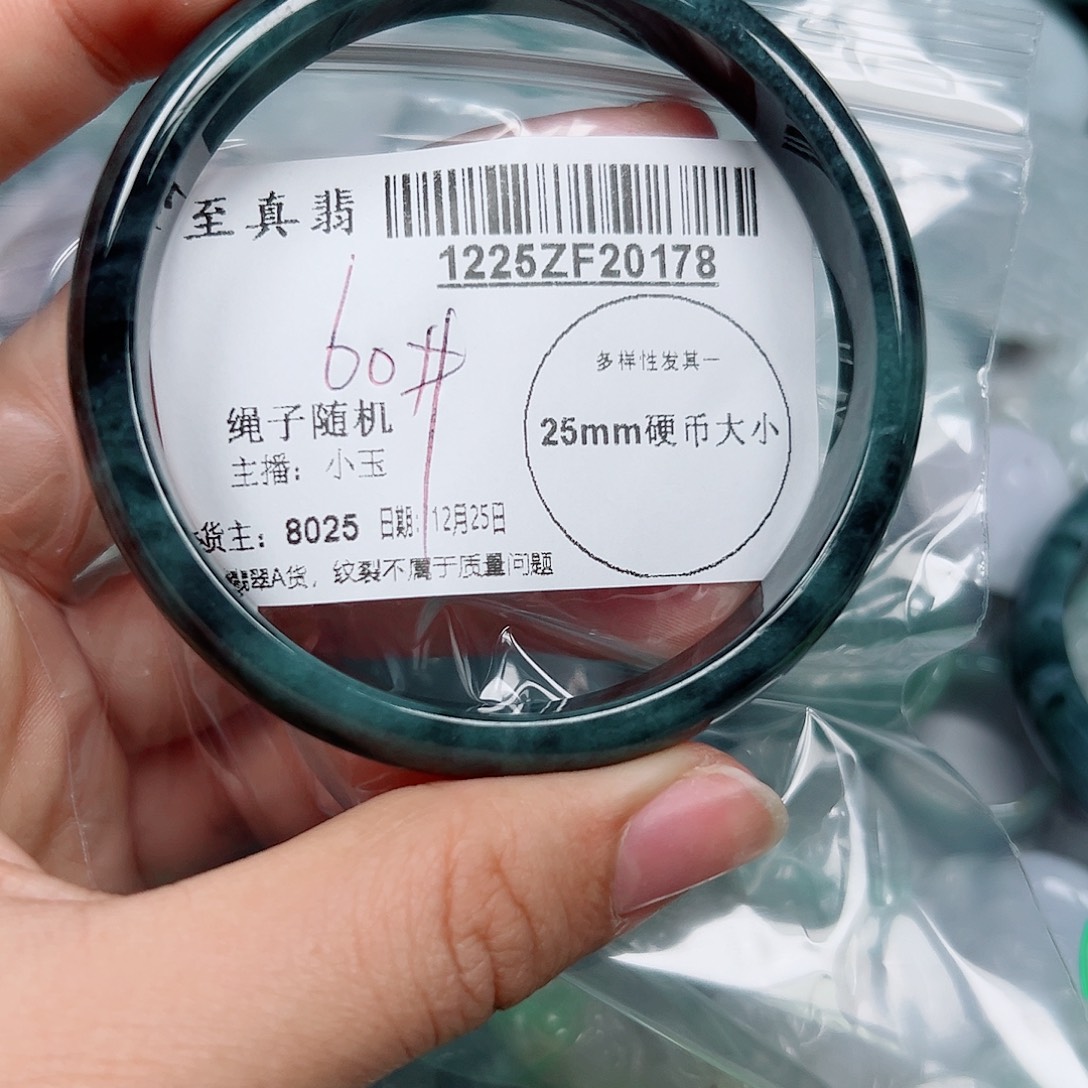 至真翡
1225ZF20178
60#
多样性发其一
25mm硬币大小
绳子随机
主播：小玉
货主：8025 日期：12月25日
翡翠A货，纹裂不属于质量问题